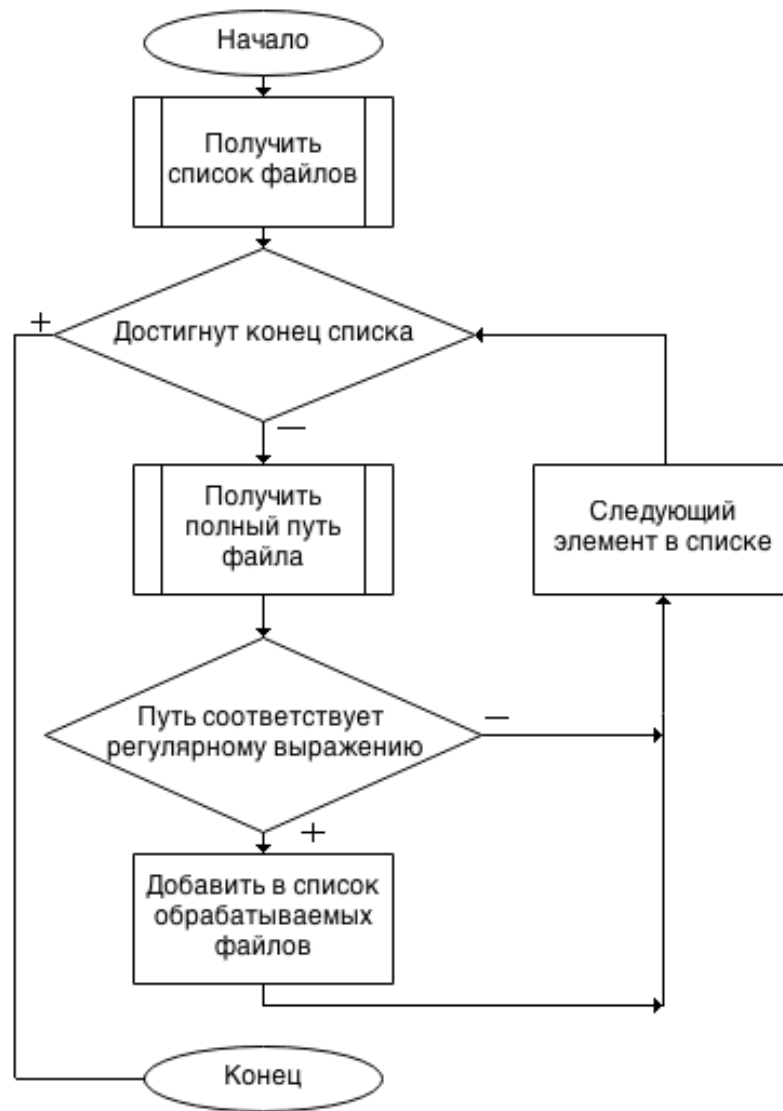 Начало
Получить
список файлов
+
Достигнут конец списка
—
Получить
полный путь
файла
Следующий
элемент в списке
Путь соответствует
регулярному выражению
—
+
Добавить в список
обрабатываемых
файлов
Конец